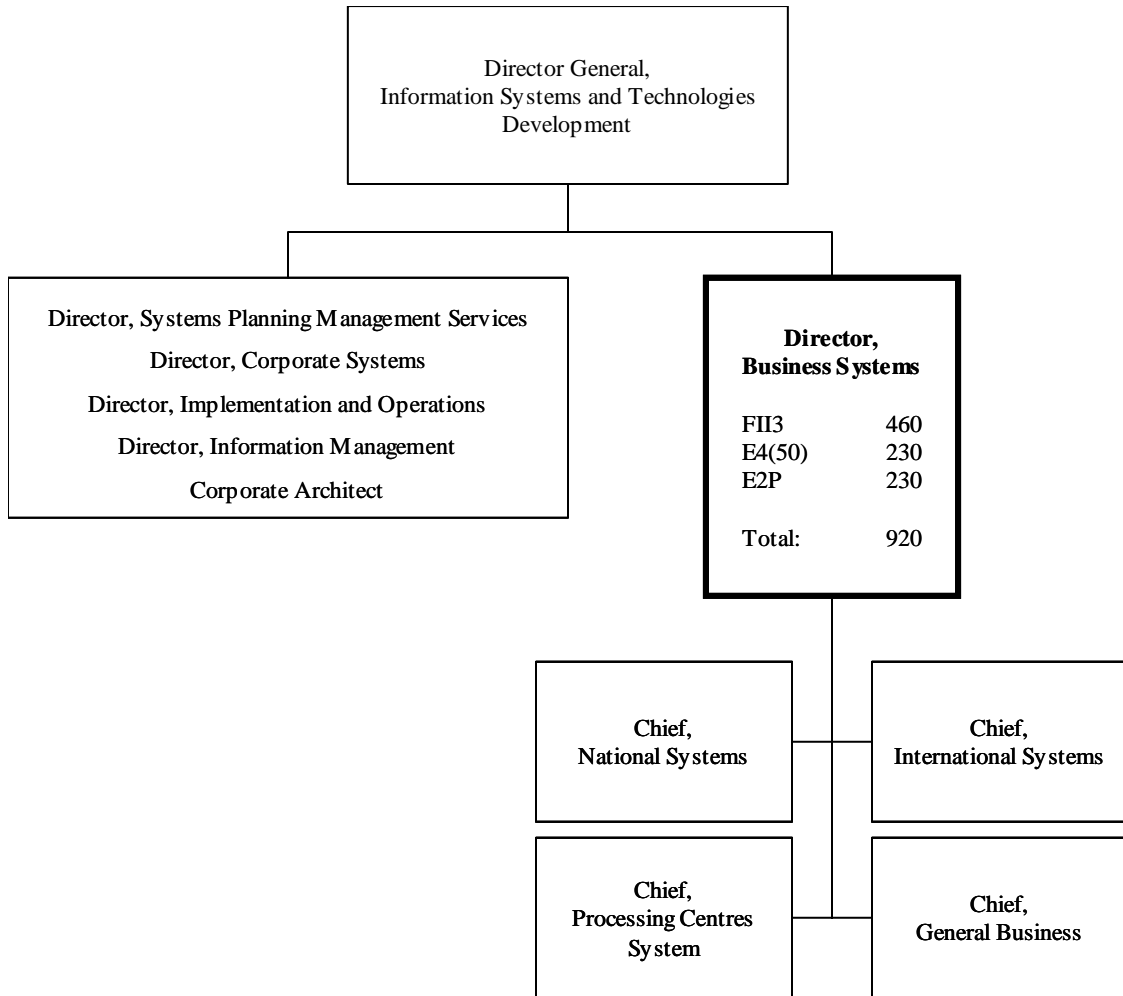 Director General,
Information Systems and Technologies
Development
Director, Systems Planning Management Services
Director, Corporate Systems
Director, Implementation and Operations
Director, Information Management
Corporate Architect
Director,
Business Systems
FII3 460
E4(50) 230
E2P 230
Total: 920
Chief,
National Systems
Chief,
International Systems
Chief,
Processing Centres
System
Chief,
General Business